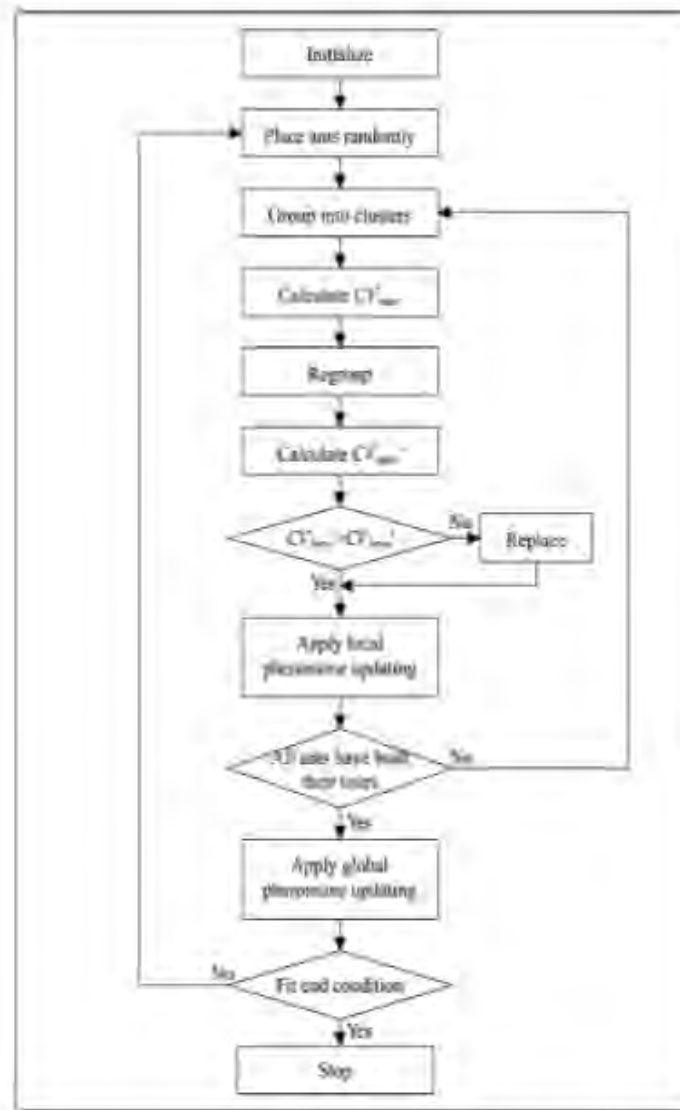 Initialize
Place ants randomly
Group into clusters
Calculate
Regroup
Calculate
No
Replace
Yes
Apply local
pheromone updating
All ants have built
their tours
No
Yes
Apply global
pheromone updating
No
Fit end condition
Yes
Stop